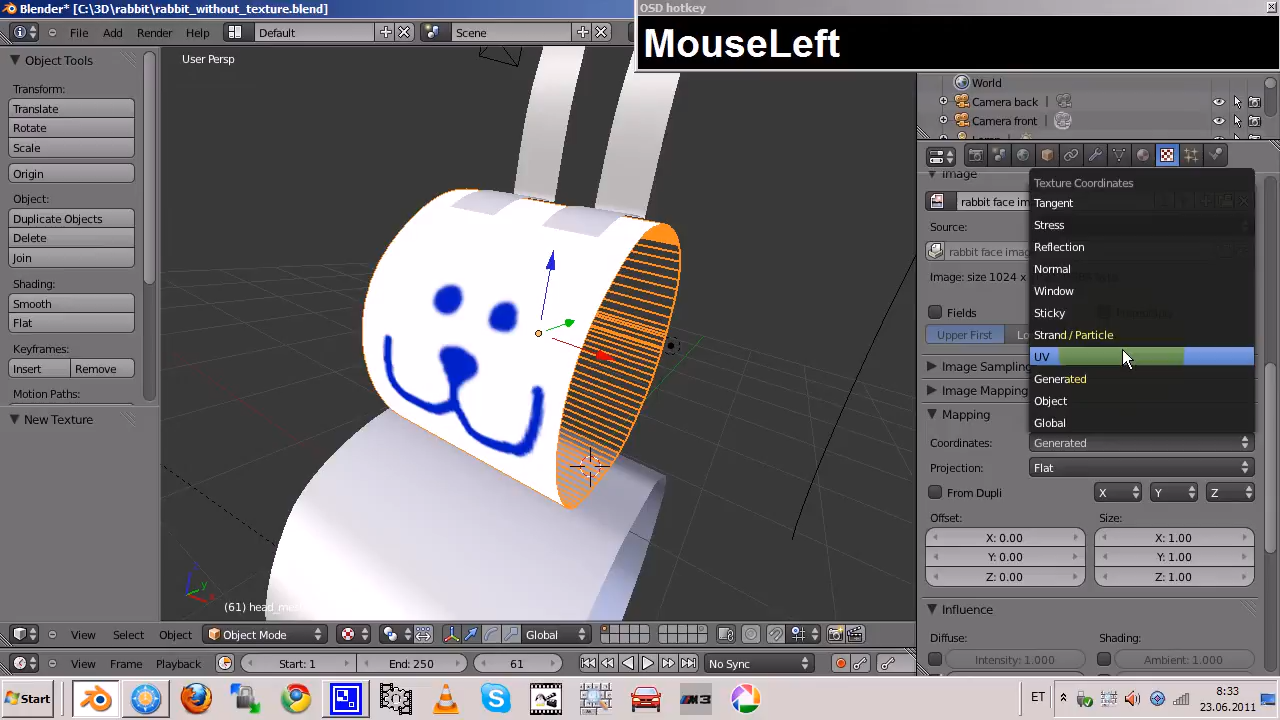 Blender* [C:\3D\rabbit\rabbit_without_texture.blend]
OSD hotkey
MouseLeft
File Add Render Help
Default
Scene
Object Tools
Transform:
Translate
Rotate
Scale
Origin
Object:
Duplicate Objects
Delete
Join
Shading:
Smooth
Flat
Keyframes:
Insert Remove
Motion Paths:
New Texture
User Persp
World
Camera back
Camera front
Image
rabbit face im
Source:
rabbit face image
Image: size 1024 x
Fields
Upper First
Image Sampling
Image Mapping
Mapping
Texture Coordinates
Tangent
Stress
Reflection
Normal
Window
Sticky
Strand / Particle
UV
Generated
Object
Global
Coordinates: Generated
Projection: Flat
From Dupli X Y Z
Offset: Size:
X: 0.00 X: 1.00
Y: 0.00 Y: 1.00
Z: 0.00 Z: 1.00
Influence
Diffuse: Shading:
Intensity: 1.000 Ambient: 1.000
(61) head_me
View Select Object Object Mode Global
View Frame Playback Start: 1 End: 250 61 No Sync
Start
M3
ET
8:33
23.06.2011